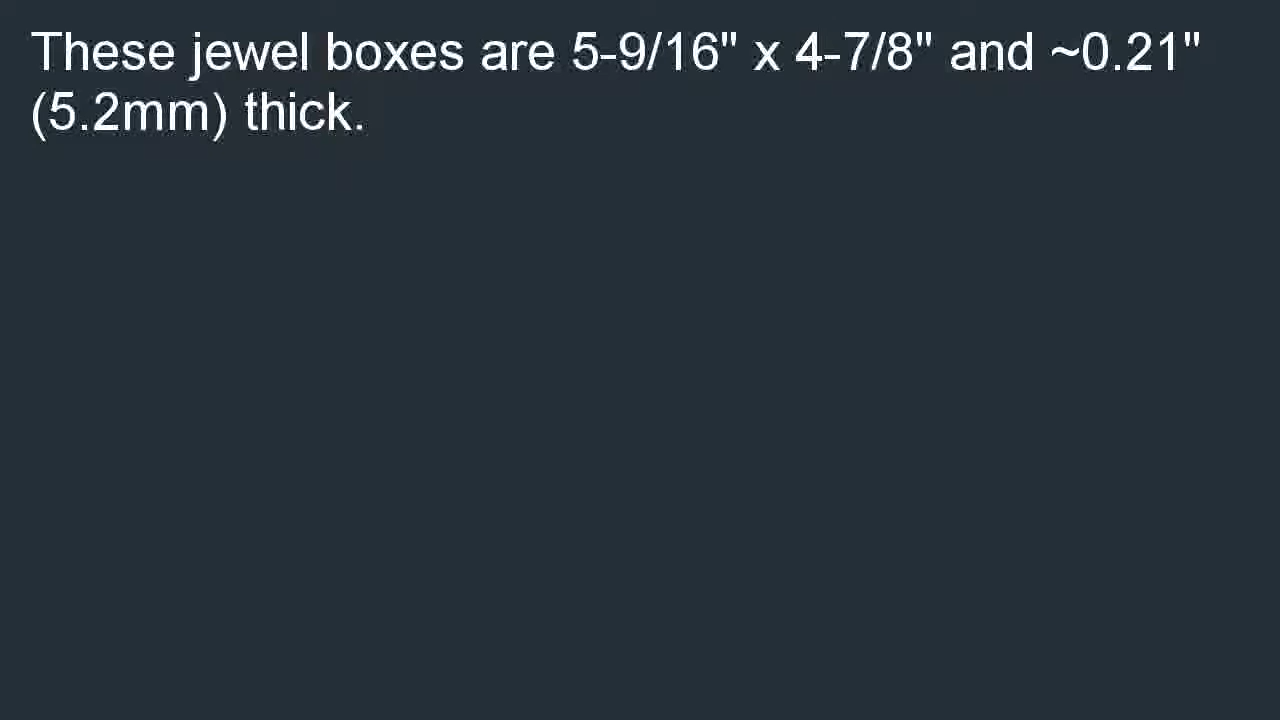 These jewel boxes are 5-9/16" x 4-7/8" and ~0.21"
(5.2mm) thick.